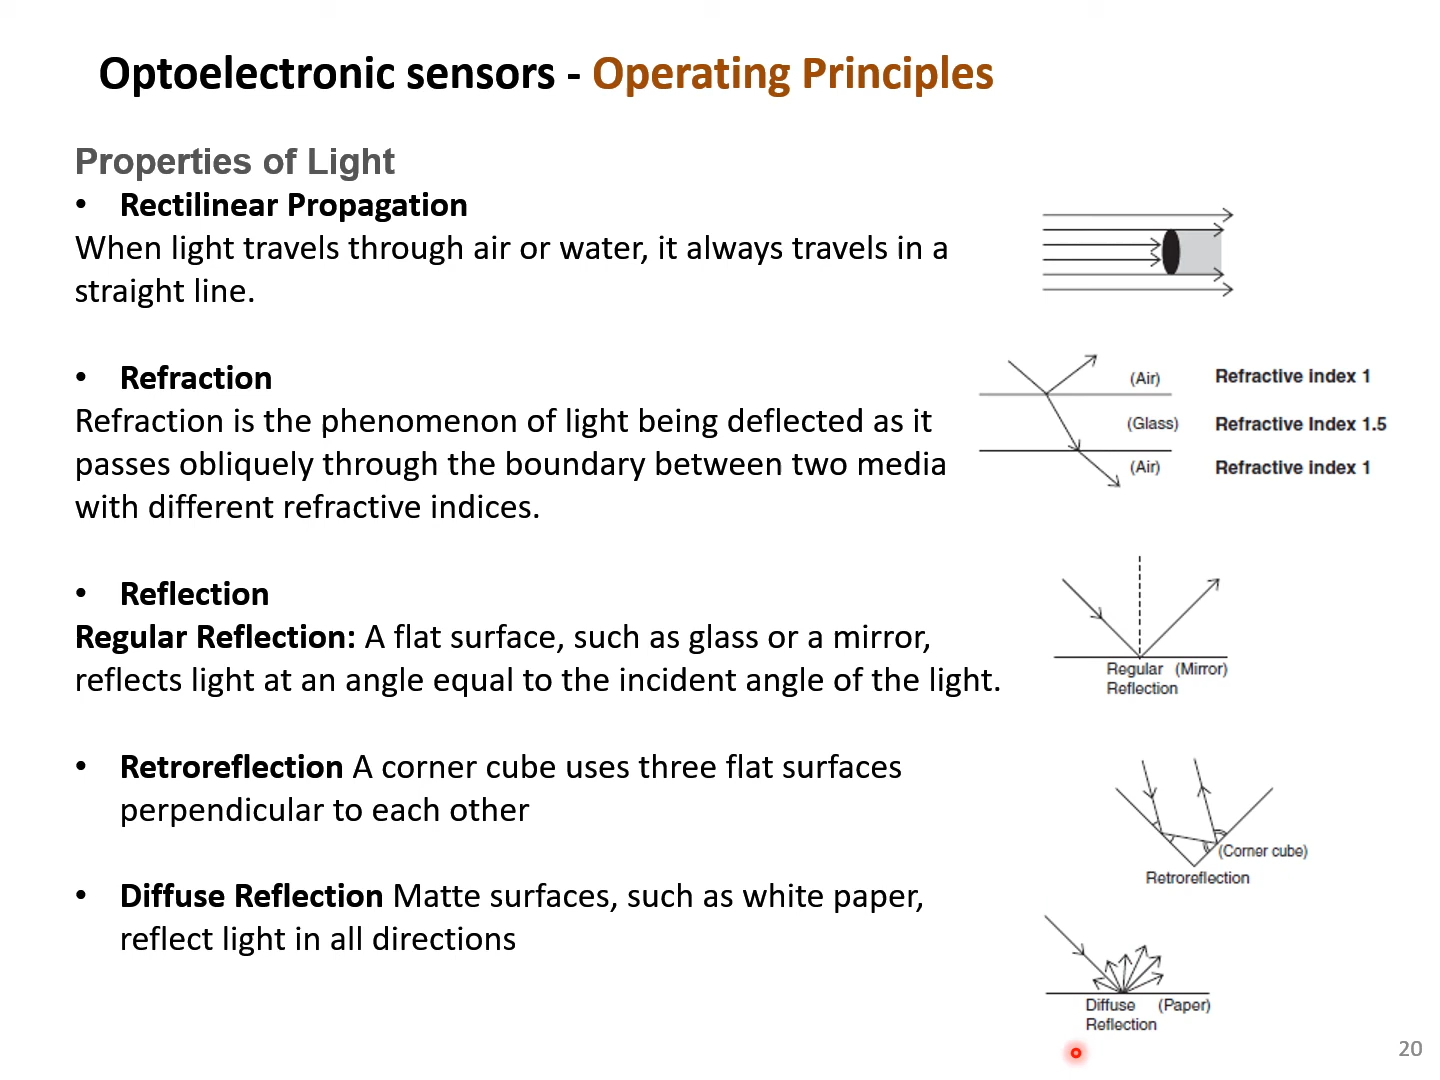 Optoelectronic sensors - Operating Principles
Properties of Light
• Rectilinear Propagation
When light travels through air or water, it always travels in a
straight line.
• Refraction
Refraction is the phenomenon of light being deflected as it
passes obliquely through the boundary between two media
with different refractive indices.
(Air) Refractive index 1
(Glass) Refractive Index 1.5
(Air) Refractive index 1
• Reflection
Regular Reflection: A flat surface, such as glass or a mirror,
reflects light at an angle equal to the incident angle of the light.
Regular (Mirror)
Reflection
• Retroreflection A corner cube uses three flat surfaces
perpendicular to each other
(Corner cube)
Retroreflection
• Diffuse Reflection Matte surfaces, such as white paper,
reflect light in all directions
Diffuse (Paper)
Reflection
20